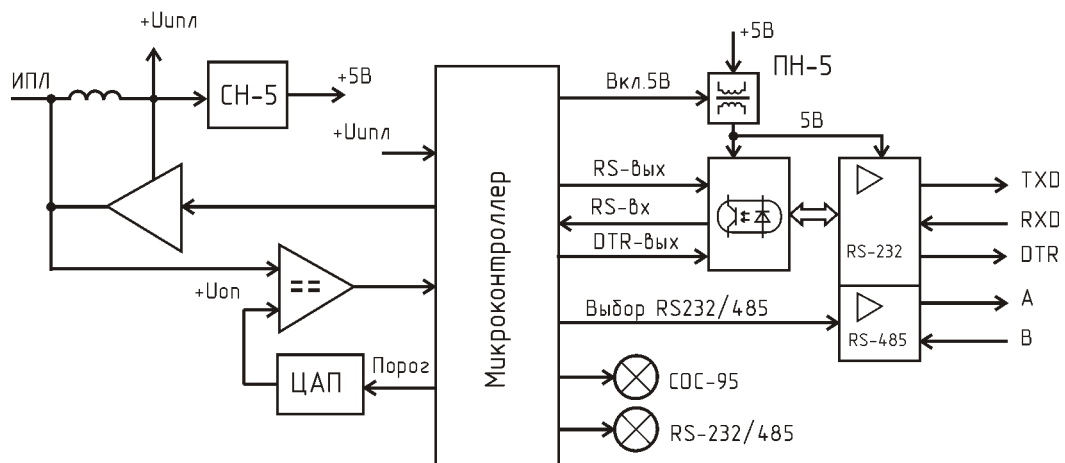 +Uипл
ИПЛ
СН-5
+5В
+Uипл
+Uоп
==
ЦАП
Порог
Микроконтроллер
+5В
ПН-5
Вкл.5В
5В
RS-вых
RS-вх
DTR-вых
RS-232
TXD
RXD
DTR
Выбор RS232/485
RS-485
A
B
СОС-95
RS-232/485